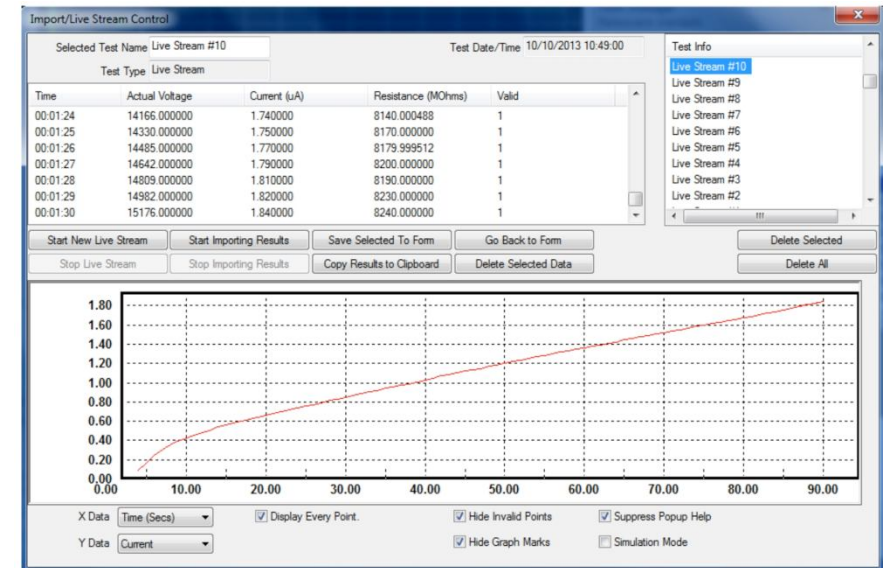 Import/Live Stream Control
Selected Test Name Live Stream #10 Test Date/Time 10/10/2013 10:49:00
Test Type Live Stream
Time Actual Voltage Current (uA) Resistance (MOhms) Valid
00:01:24 14166.000000 1.740000 8140.000488 1
00:01:25 14330.000000 1.750000 8170.000000 1
00:01:26 14485.000000 1.770000 8179.999512 1
00:01:27 14642.000000 1.790000 8200.000000 1
00:01:28 14809.000000 1.810000 8190.000000 1
00:01:29 14982.000000 1.820000 8230.000000 1
00:01:30 15176.000000 1.840000 8240.000000 1
Test Info
Live Stream #10
Live Stream #9
Live Stream #8
Live Stream #7
Live Stream #6
Live Stream #5
Live Stream #4
Live Stream #3
Live Stream #2
Start New Live Stream Start Importing Results Save Selected To Form Go Back to Form Delete Selected
Stop Live Stream Stop Importing Results Copy Results to Clipboard Delete Selected Data Delete All
1.80
1.60
1.40
1.20
1.00
0.80
0.60
0.40
0.20
0.00
0.00 10.00 20.00 30.00 40.00 50.00 60.00 70.00 80.00 90.00
X Data Time (Secs) Display Every Point. Hide Invalid Points Suppress Popup Help
Y Data Current Hide Graph Marks Simulation Mode